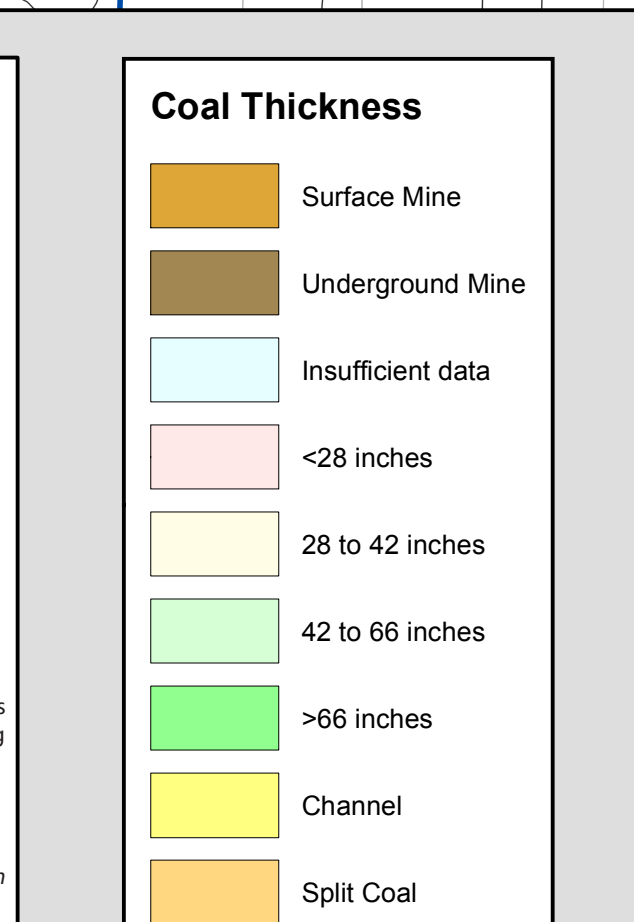 Coal Thickness
Surface Mine
Underground Mine
Insufficient data
<28 inches
28 to 42 inches
42 to 66 inches
>66 inches
Channel
Split Coal